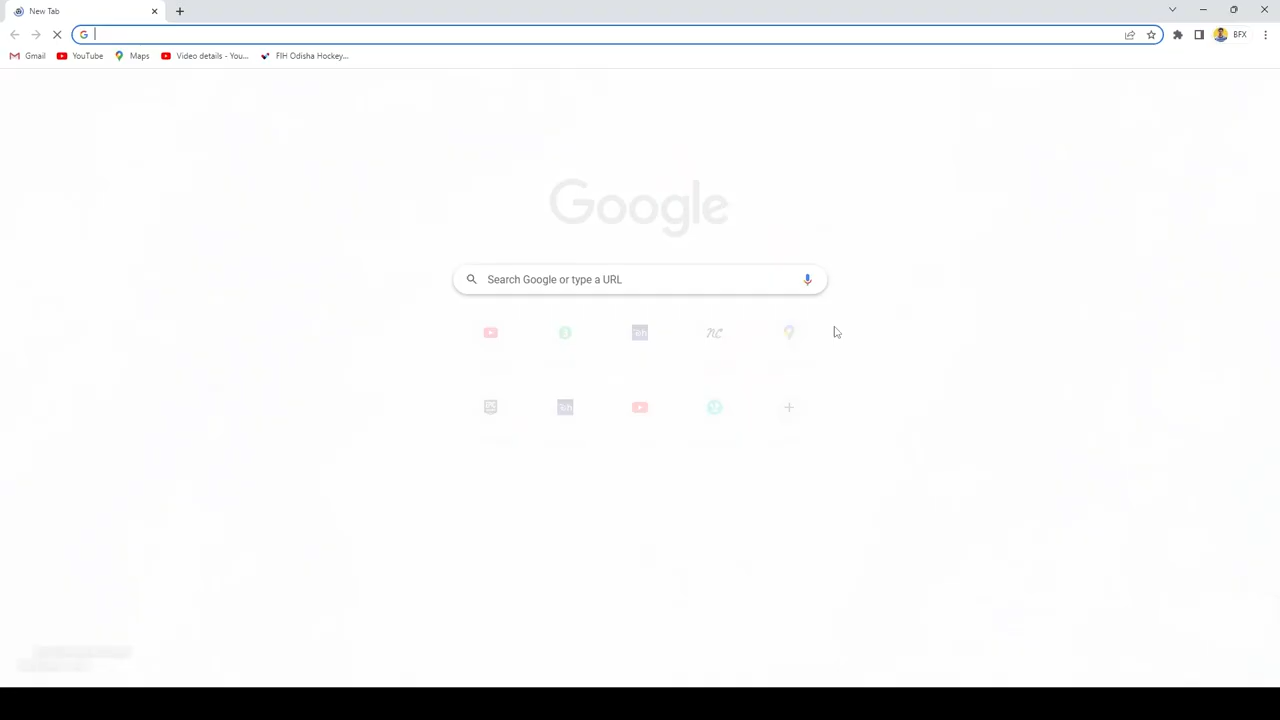 New Tab
BFX
Gmail YouTube Maps Video details - You... FIH Odisha Hockey...
Google
Search Google or type a URL